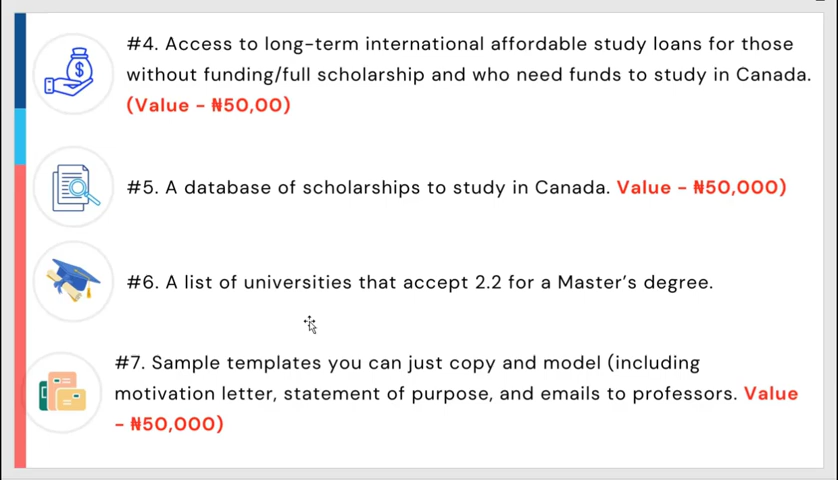 #4. Access to long-term international affordable study loans for those
without funding/full scholarship and who need funds to study in Canada.
(Value - ₦50,00)
#5. A database of scholarships to study in Canada. Value - ₦50,000)
#6. A list of universities that accept 2.2 for a Master’s degree.
#7. Sample templates you can just copy and model (including
motivation letter, statement of purpose, and emails to professors. Value
- ₦50,000)